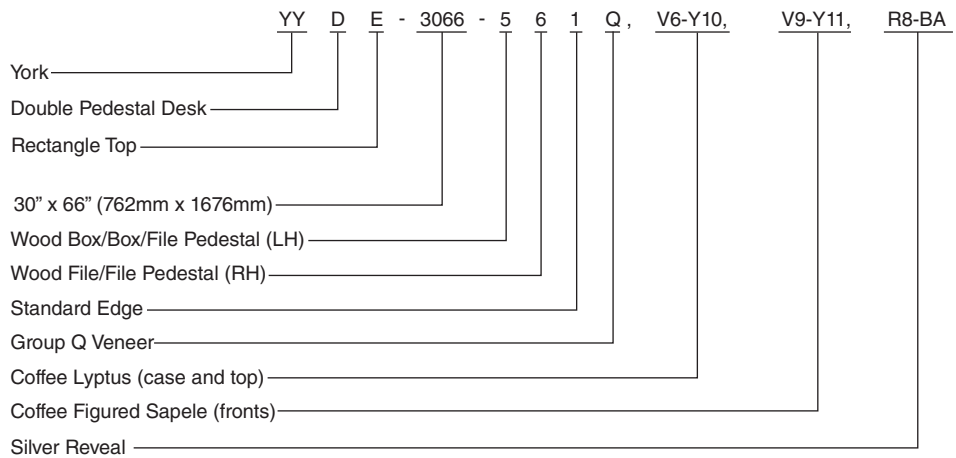 YY D E - 3066 - 5 6 1 Q, V6-Y10, V9-Y11, R8-BA
York
Double Pedestal Desk
Rectangle Top
30” x 66” (762mm x 1676mm)
Wood Box/Box/File Pedestal (LH)
Wood File/File Pedestal (RH)
Standard Edge
Group Q Veneer
Coffee Lyptus (case and top)
Coffee Figured Sapele (fronts)
Silver Reveal